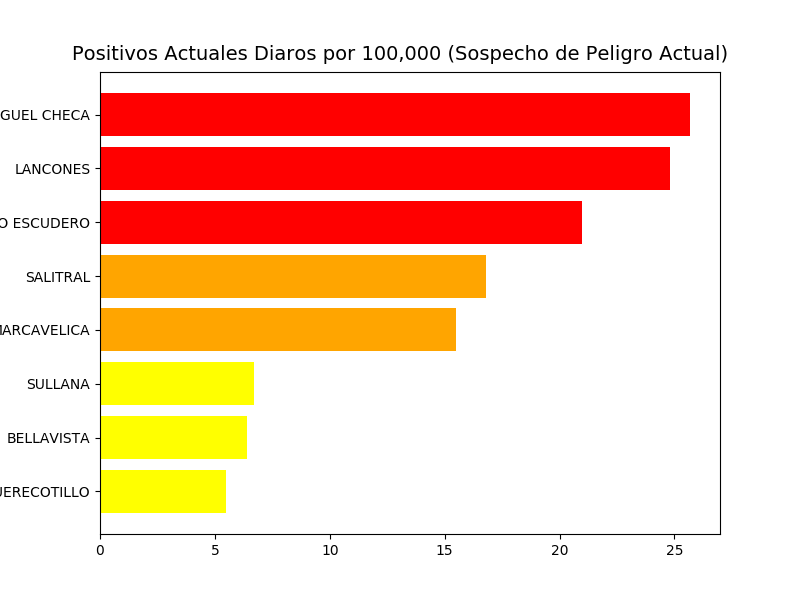 Positivos Actuales Diaros por 100,000 (Sospecho de Peligro Actual)
GUEL CHECA
LANCONES
O ESCUDERO
SALITRAL
MARCAVELICA
SULLANA
BELLAVISTA
UERECOTILLO
0 5 10 15 20 25